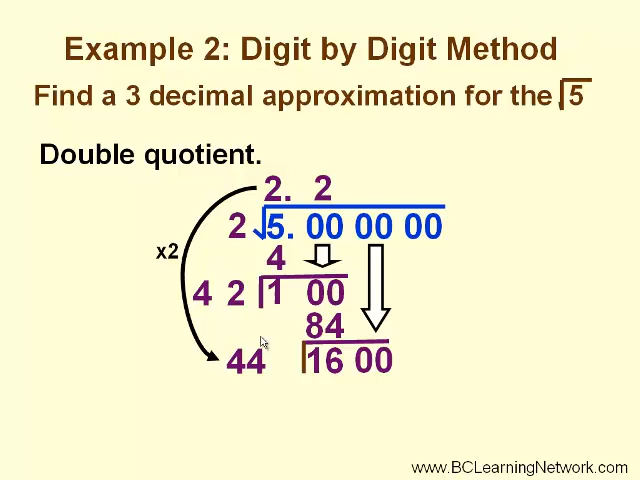 Example 2: Digit by Digit Method
Find a 3 decimal approximation for the √5
Double quotient.
2. 2
2 √5. 00 00 00
x2
4
4 2 1 00
84
44 16 00
www.BCLearningNetwork.com